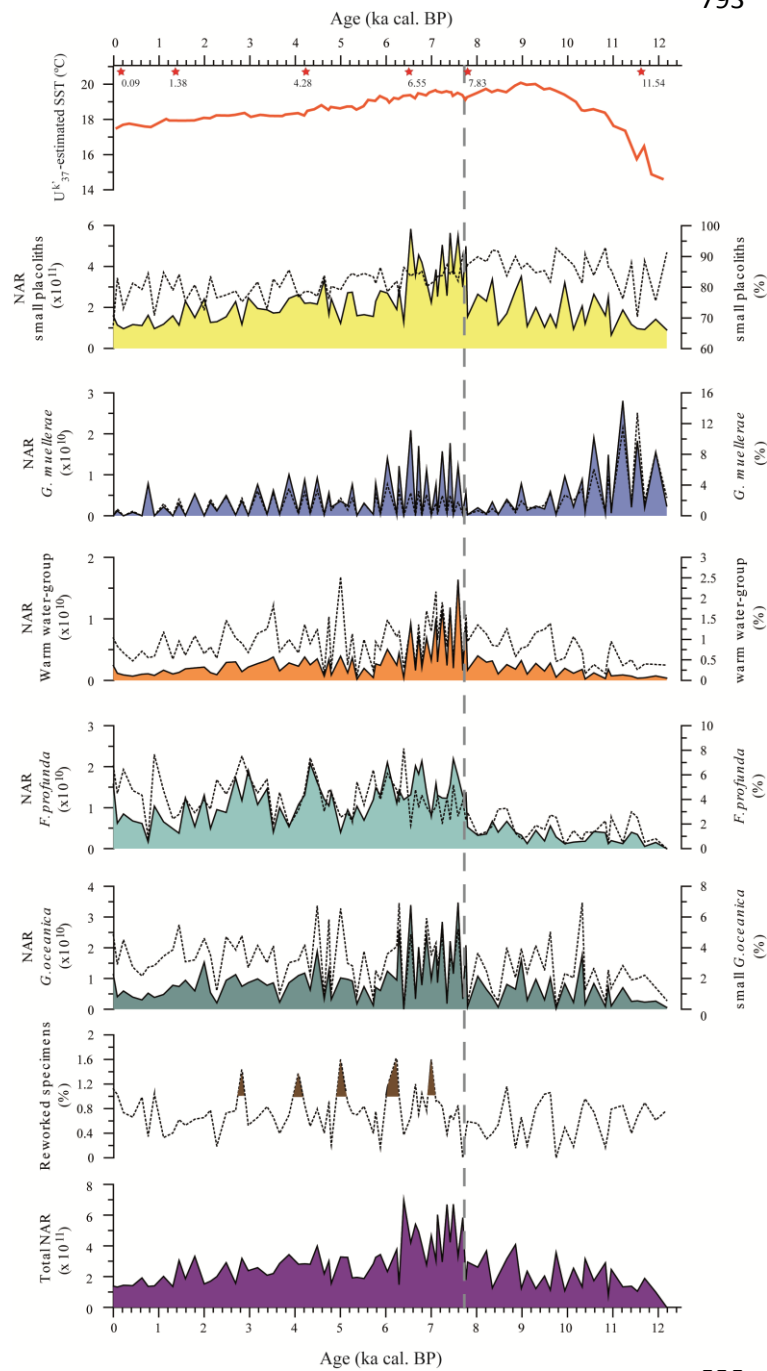 793
Age (ka cal. BP)
0 1 2 3 4 5 6 7 8 9 10 11 12
0.09 1.38 4.28 6.55 7.83 11.54
20
18
16
14
U^k'_37-estimated SST (ºC)
6
4
2
0
NAR
small placoliths
(x10^11)
100
90
80
70
60
small placoliths
(%)
3
2
1
0
NAR
G. muellerae
(x10^10)
16
12
8
4
0
G. muellerae
(%)
2
1
0
NAR
Warm water-group
(x10^10)
3
2.5
2
1.5
1
0.5
0
warm water-group
(%)
3
2
1
0
NAR
F.profunda
(x10^10)
10
8
6
4
2
0
F.profunda
(%)
4
3
2
1
0
NAR
G.oceanica
(x10^10)
8
6
4
2
0
small G.oceanica
(%)
2
1.6
1.2
0.8
0.4
0
Reworked specimens
(%)
8
6
4
2
0
Total NAR
(x 10^11)
0 1 2 3 4 5 6 7 8 9 10 11 12
Age (ka cal. BP)